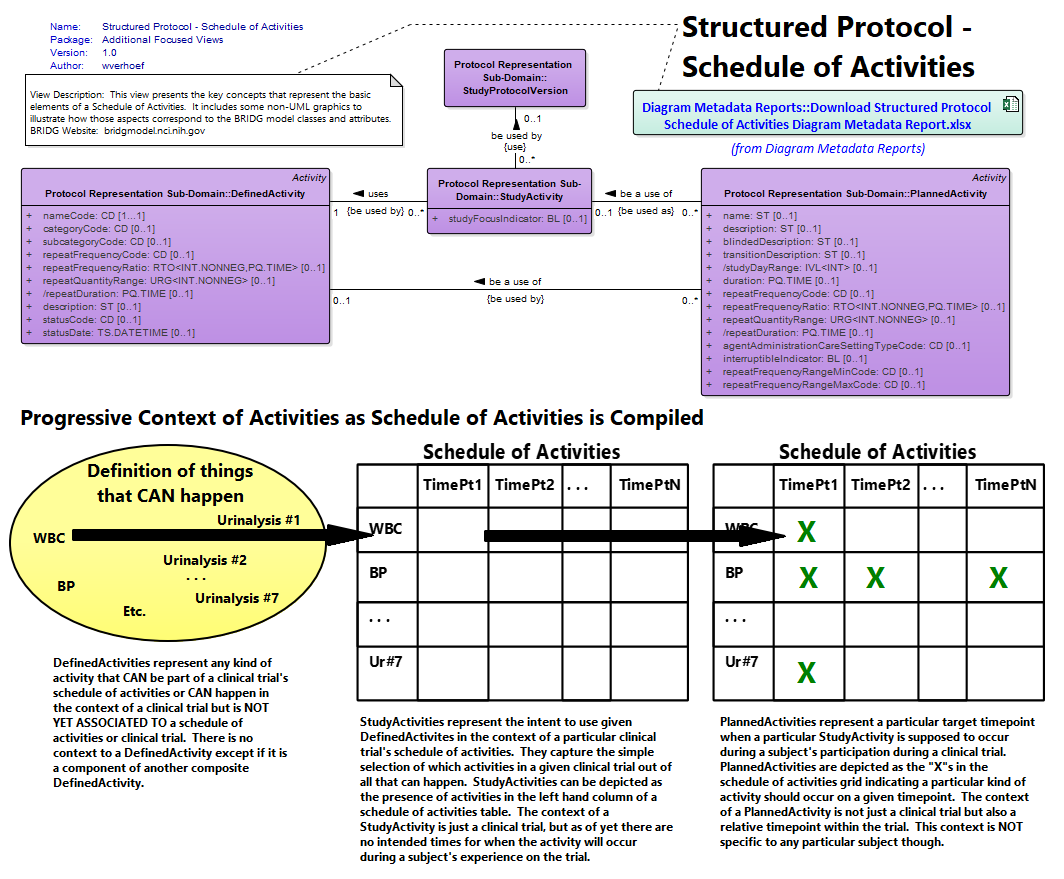 Name: Structured Protocol - Schedule of Activities
Package: Additional Focused Views
Version: 1.0
Author: wverhoef
Structured Protocol -
Schedule of Activities
View Description: This view presents the key concepts that represent the basic
elements of a Schedule of Activities. It includes some non-UML graphics to
illustrate how those aspects correspond to the BRIDG model classes and attributes.
BRIDG Website: bridgmodel.nci.nih.gov
Protocol Representation
Sub-Domain::
StudyProtocolVersion
Diagram Metadata Reports::Download Structured Protocol
Schedule of Activities Diagram Metadata Report.xlsx
(from Diagram Metadata Reports)
0..1
be used by
{use}
0..*
Activity
Protocol Representation Sub-Domain::DefinedActivity
+ nameCode: CD [1...1]
+ categoryCode: CD [0..1]
+ subcategoryCode: CD [0..1]
+ repeatFrequencyCode: CD [0..1]
+ repeatFrequencyRatio: RTO<INT.NONNEG,PQ.TIME> [0..1]
+ repeatQuantityRange: URG<INT.NONNEG> [0..1]
+ /repeatDuration: PQ.TIME [0..1]
+ description: ST [0..1]
+ statusCode: CD [0..1]
+ statusDate: TS.DATETIME [0..1]
uses
1 {be used by} 0..*
Protocol Representation Sub-
Domain::StudyActivity
+ studyFocusIndicator: BL [0..1]
be a use of
0..1 {be used as} 0..*
be a use of
0..1 {be used by} 0..*
Activity
Protocol Representation Sub-Domain::PlannedActivity
+ name: ST [0..1]
+ description: ST [0..1]
+ blindedDescription: ST [0..1]
+ transitionDescription: ST [0..1]
+ /studyDayRange: IVL<INT> [0..1]
+ duration: PQ.TIME [0..1]
+ repeatFrequencyCode: CD [0..1]
+ repeatFrequencyRatio: RTO<INT.NONNEG,PQ.TIME> [0..1]
+ repeatQuantityRange: URG<INT.NONNEG> [0..1]
+ /repeatDuration: PQ.TIME [0..1]
+ agentAdministrationCareSettingTypeCode: CD [0..1]
+ interruptibleIndicator: BL [0..1]
+ repeatFrequencyRangeMinCode: CD [0..1]
+ repeatFrequencyRangeMaxCode: CD [0..1]
Progressive Context of Activities as Schedule of Activities is Compiled
Definition of things
that CAN happen
Urinalysis #1
WBC
Urinalysis #2
. . .
BP
Urinalysis #7
Etc.
DefinedActivities represent any kind of
activity that CAN be part of a clinical trial's
schedule of activities or CAN happen in
the context of a clinical trial but is NOT
YET ASSOCIATED TO a schedule of
activities or clinical trial. There is no
context to a DefinedActivity except if it is
a component of another composite
DefinedActivity.
Schedule of Activities
TimePt1 TimePt2 . . . TimePtN
WBC
BP
. . .
Ur#7
StudyActivities represent the intent to use given
DefinedActivites in the context of a particular clinical
trial's schedule of activities. They capture the simple
selection of which activities in a given clinical trial out of
all that can happen. StudyActivities can be depicted as
the presence of activities in the left hand column of a
schedule of activities table. The context of a
StudyActivity is just a clinical trial, but as of yet there are
no intended times for when the activity will occur
during a subject's experience on the trial.
Schedule of Activities
TimePt1 TimePt2 . . . TimePtN
WBC X
BP X X X
. . .
Ur#7 X
PlannedActivities represent a particular target timepoint
when a particular StudyActivity is supposed to occur
during a subject's participation during a clinical trial.
PlannedActivities are depicted as the "X"s in the
schedule of activities grid indicating a particular kind of
activity should occur on a given timepoint. The context
of a PlannedActivity is not just a clinical trial but also a
relative timepoint within the trial. This context is NOT
specific to any particular subject though.